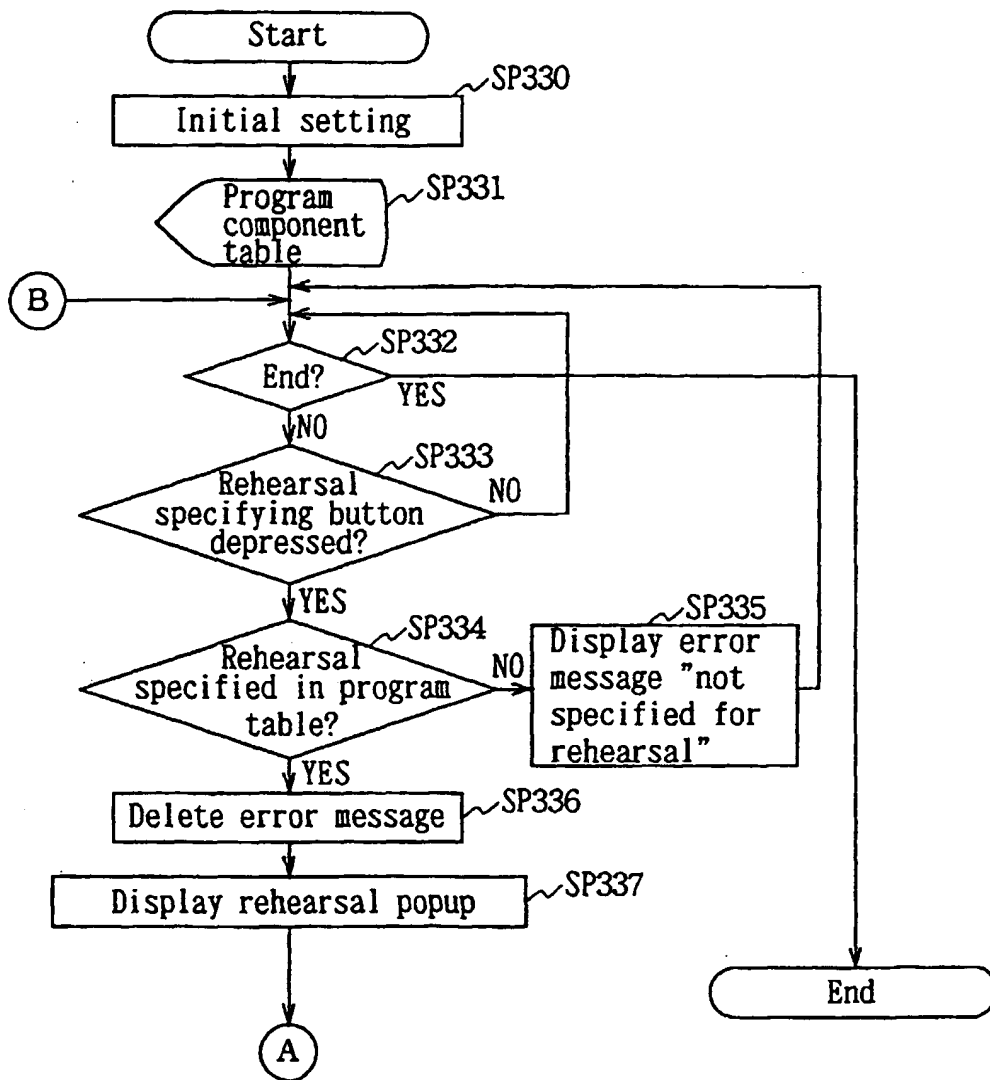 Start
SP330
Initial setting
SP331
Program
component
table
B
SP332
End?
YES
NO
SP333
Rehearsal
specifying button
depressed?
NO
YES
SP334
Rehearsal
specified in program
table?
NO
SP335
Display error
message "not
specified for
rehearsal"
YES
Delete error message
SP336
Display rehearsal popup
SP337
End
A